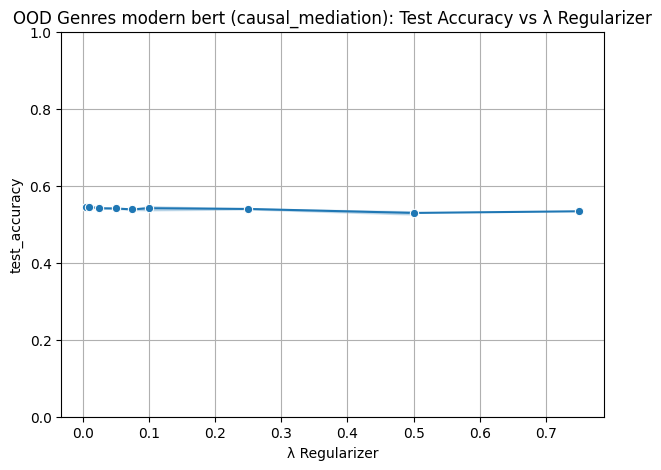 OOD Genres modern bert (causal_mediation): Test Accuracy vs λ Regularizer
1.0
0.8
0.6
0.4
0.2
0.0
test_accuracy
0.0 0.1 0.2 0.3 0.4 0.5 0.6 0.7
λ Regularizer